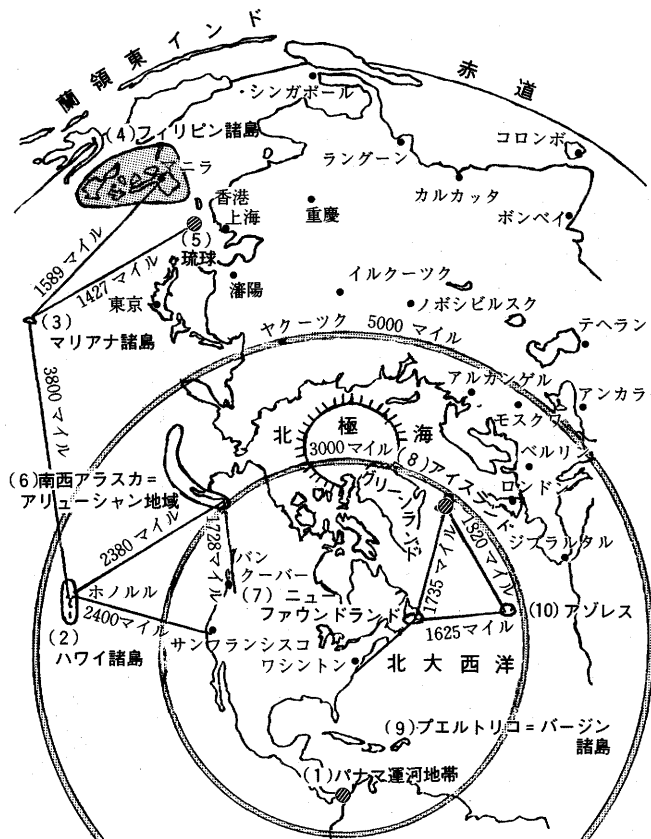 蘭領東インド
赤道
・シンガポール
(4)フィリピン諸島
ニラ
ラングーン
コロンボ
カルカッタ
ボンベイ
香港
上海
重慶
(5)
琉球
1589マイル
1427マイル
瀋陽
東京
イルクーツク
ノボシビルスク
(3)
マリアナ諸島
ヤクーツク
5000マイル
テヘラン
3800マイル
アルカンゲル
アンカラ
モスクワ
北極海
3000マイル
ベルリン
(6)南西アラスカ=
アリューシャン地域
(8)アイスランド
グリーンランド
ロンドン
2380マイル
1728マイル
1735マイル
1820マイル
ジブラルタル
バン
クーバー
ホノルル
(7)ニュー
ファウンドランド
(10)アゾレス
2400マイル
1625マイル
(2)
ハワイ諸島
サンフランシスコ
ワシントン
北大西洋
(9)プエルトリコ=バージン
諸島
(1)パナマ運河地帯